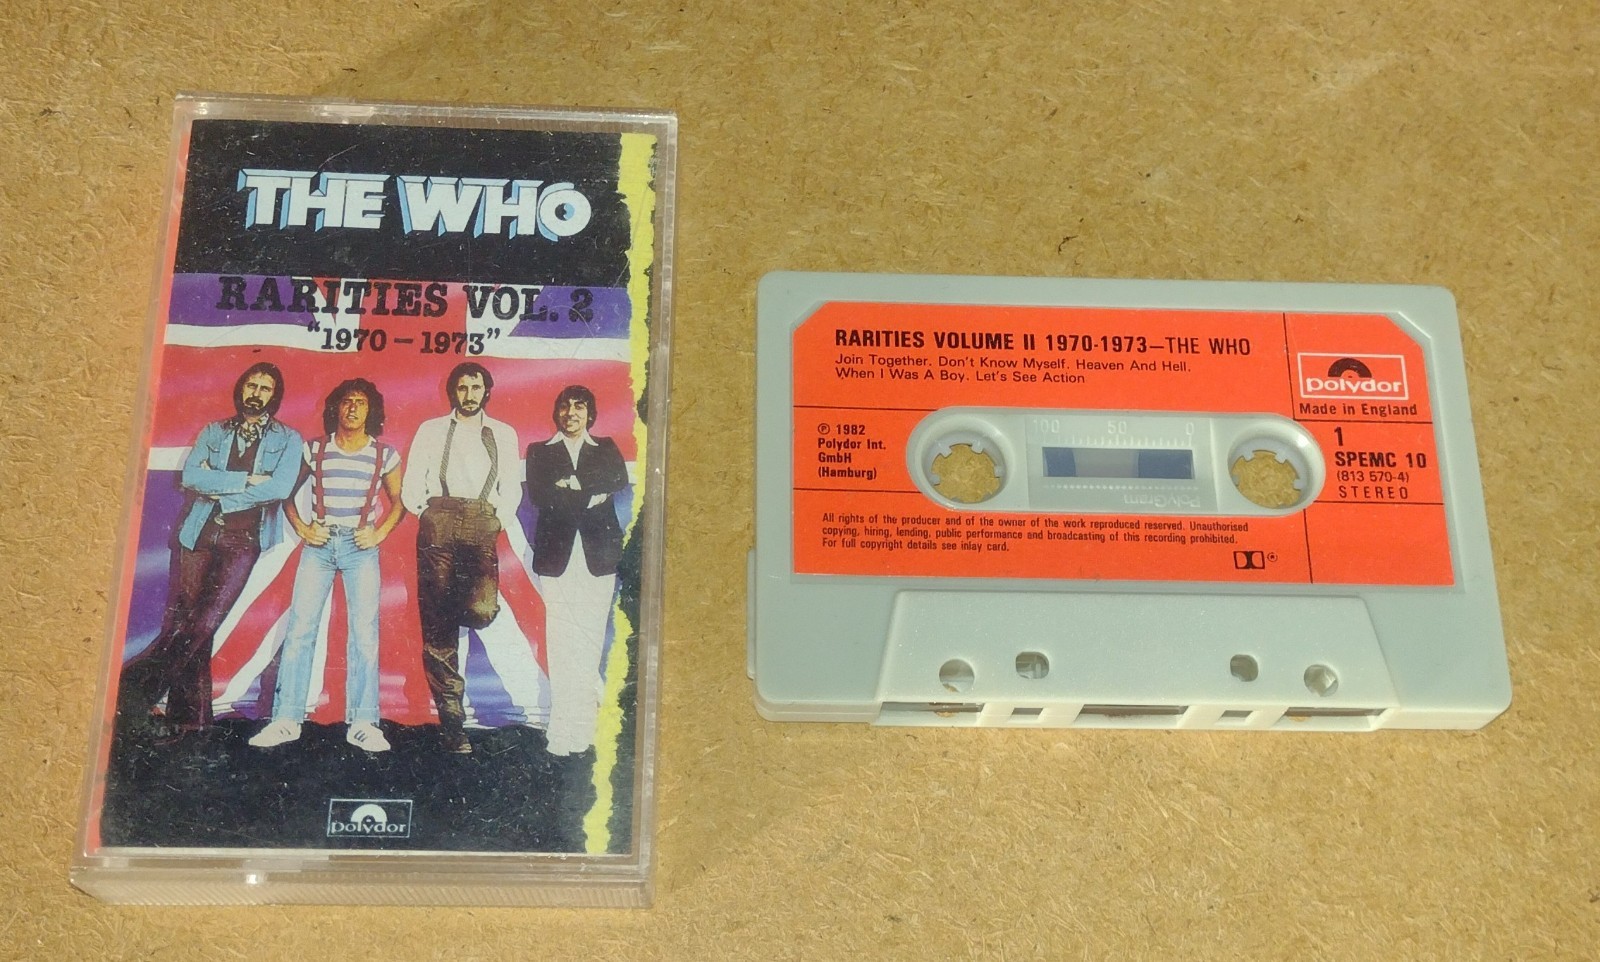 THE WHO
RARITIES VOL. 2
"1970 – 1973"
polydor
RARITIES VOLUME II 1970-1973—THE WHO
Join Together. Don't Know Myself. Heaven And Hell.
When I Was A Boy. Let's See Action
polydor
Made in England
℗ 1982
Polydor Int.
GmbH
(Hamburg)
100 50 0
PolyGram
1
SPEMC 10
(813 570-4)
STEREO
All rights of the producer and of the owner of the work reproduced reserved. Unauthorised
copying, hiring, lending, public performance and broadcasting of this recording prohibited.
For full copyright details see inlay card.